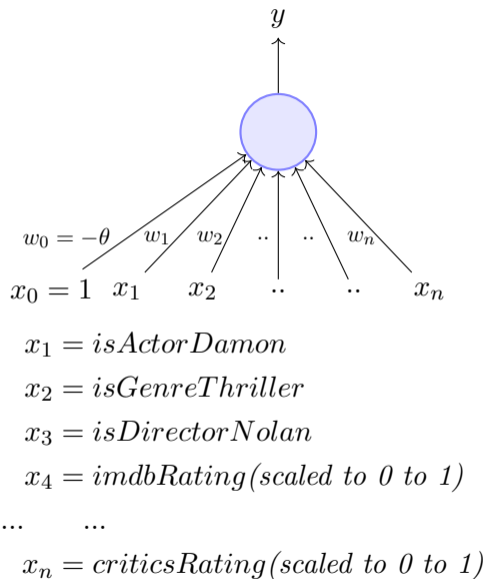 y
w₀ = −θ w₁ w₂ .. .. wₙ
x₀ = 1 x₁ x₂ .. .. xₙ
x₁ = isActorDamon
x₂ = isGenreThriller
x₃ = isDirectorNolan
x₄ = imdbRating(scaled to 0 to 1)
... ...
xₙ = criticsRating(scaled to 0 to 1)